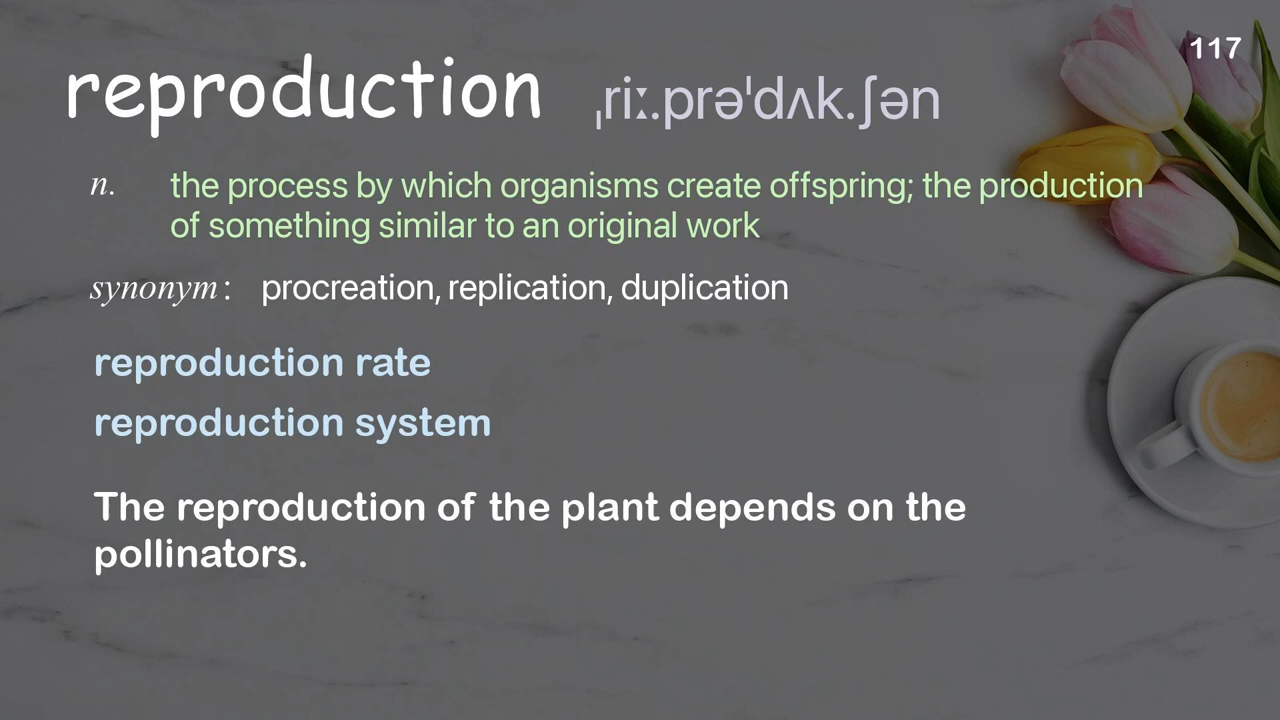 117
reproduction ˌriː.prəˈdʌk.ʃən
n. the process by which organisms create offspring; the production
of something similar to an original work
synonym: procreation, replication, duplication
reproduction rate
reproduction system
The reproduction of the plant depends on the
pollinators.